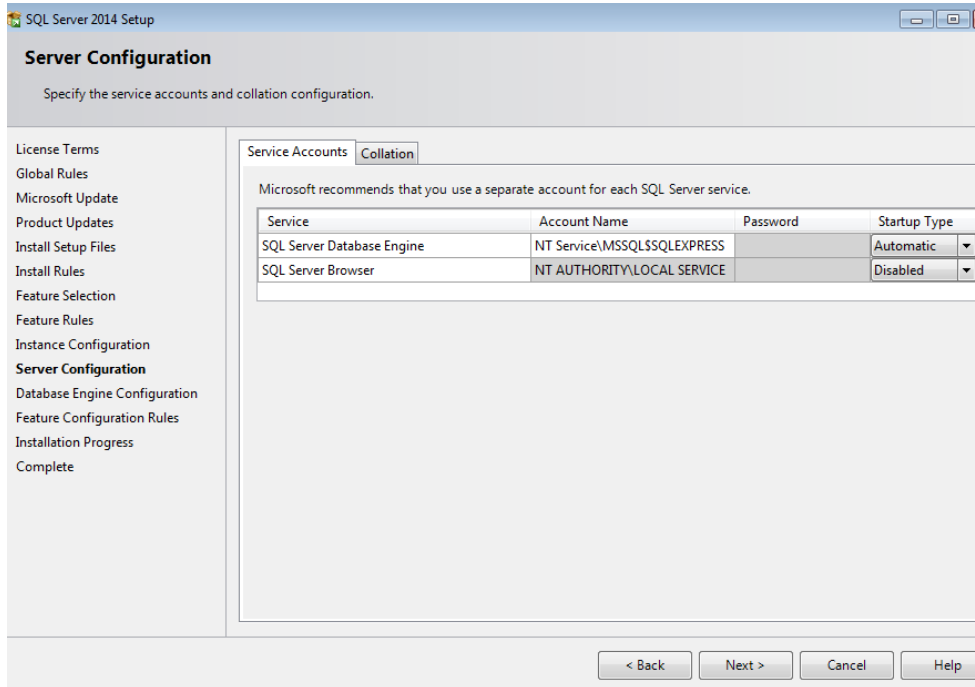 SQL Server 2014 Setup
Server Configuration
Specify the service accounts and collation configuration.
License Terms
Global Rules
Microsoft Update
Product Updates
Install Setup Files
Install Rules
Feature Selection
Feature Rules
Instance Configuration
Server Configuration
Database Engine Configuration
Feature Configuration Rules
Installation Progress
Complete
Service Accounts Collation
Microsoft recommends that you use a separate account for each SQL Server service.
Service Account Name Password Startup Type
SQL Server Database Engine NT Service\MSSQL$SQLEXPRESS Automatic
SQL Server Browser NT AUTHORITY\LOCAL SERVICE Disabled
< Back Next > Cancel Help